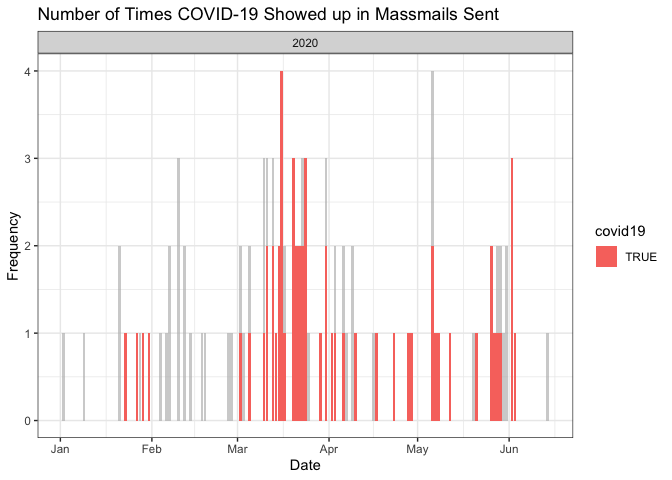 Number of Times COVID-19 Showed up in Massmails Sent
2020
4
3
2
1
0
Frequency
Jan Feb Mar Apr May Jun
Date
covid19
TRUE